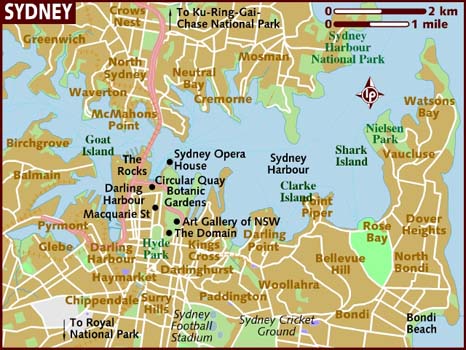 SYDNEY
Crows
Nest
To Ku-Ring-Gai-
Chase National Park
0 2 km
0 1 mile
Greenwich
Mosman
Sydney
Harbour
National Park
North
Sydney
Neutral
Bay
Waverton
Cremorne
McMahons
Point
lp
Watsons
Bay
Nielsen
Park
Vaucluse
Birchgrove
Goat
Island
Balmain
The
Rocks
Sydney Opera
House
Sydney
Harbour
Shark
Island
Circular Quay
Darling
Harbour
Botanic
Gardens
Clarke
Island
Point
Piper
Macquarie St
Art Gallery of NSW
The Domain
Pyrmont
Glebe
Darling
Harbour
Hyde
Park
Kings
Cross
Darling
Point
Rose
Bay
Dover
Heights
Haymarket
Darlinghurst
Bellevue
Hill
North
Bondi
Woollahra
Chippendale
Surry
Hills
Paddington
Bondi
Bondi
Beach
To Royal
National Park
Sydney
Football
Stadium
Sydney Cricket
Ground